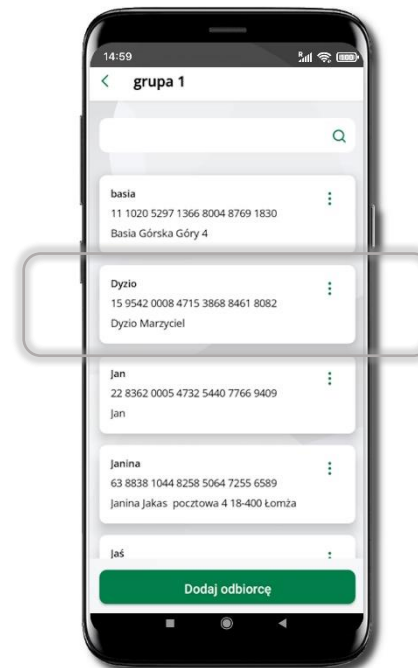 14:59
grupa 1
basia
11 1020 5297 1366 8004 8769 1830
Basia Górska Góry 4
Dyzio
15 9542 0008 4715 3868 8461 8082
Dyzio Marzyciel
Jan
22 8362 0005 4732 5440 7766 9409
Jan
Janina
63 8838 1044 8258 5064 7255 6589
Janina Jakas pocztowa 4 18-400 Łomża
Jaś
Dodaj odbiorcę